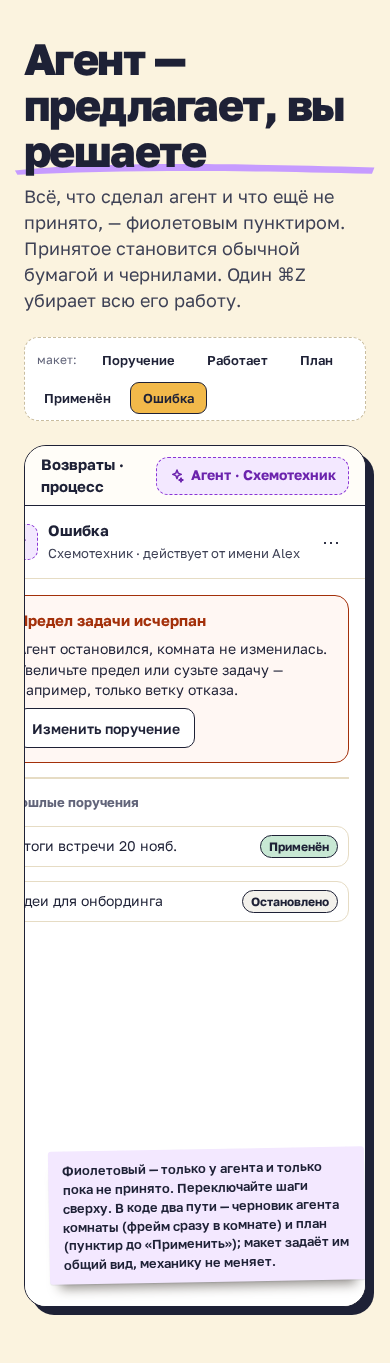 Агент —
предлагает, вы
решаете
Всё, что сделал агент и что ещё не
принято, — фиолетовым пунктиром.
Принятое становится обычной
бумагой и чернилами. Один ⌘Z
убирает всю его работу.
макет: Поручение Работает План
Применён Ошибка
Возвраты ·
процесс
Агент · Схемотехник
Ошибка
Схемотехник · действует от имени Alex
...
Предел задачи исчерпан
Агент остановился, комната не изменилась.
Увеличьте предел или сузьте задачу —
например, только ветку отказа.
Изменить поручение
ошлые поручения
тоги встречи 20 нояб. Применён
деи для онбординга Остановлено
Фиолетовый — только у агента и только
пока не принято. Переключайте шаги
сверху. В коде два пути — черновик агента
комнаты (фрейм сразу в комнате) и план
(пунктир до «Применить»); макет задаёт им
общий вид, механику не меняет.